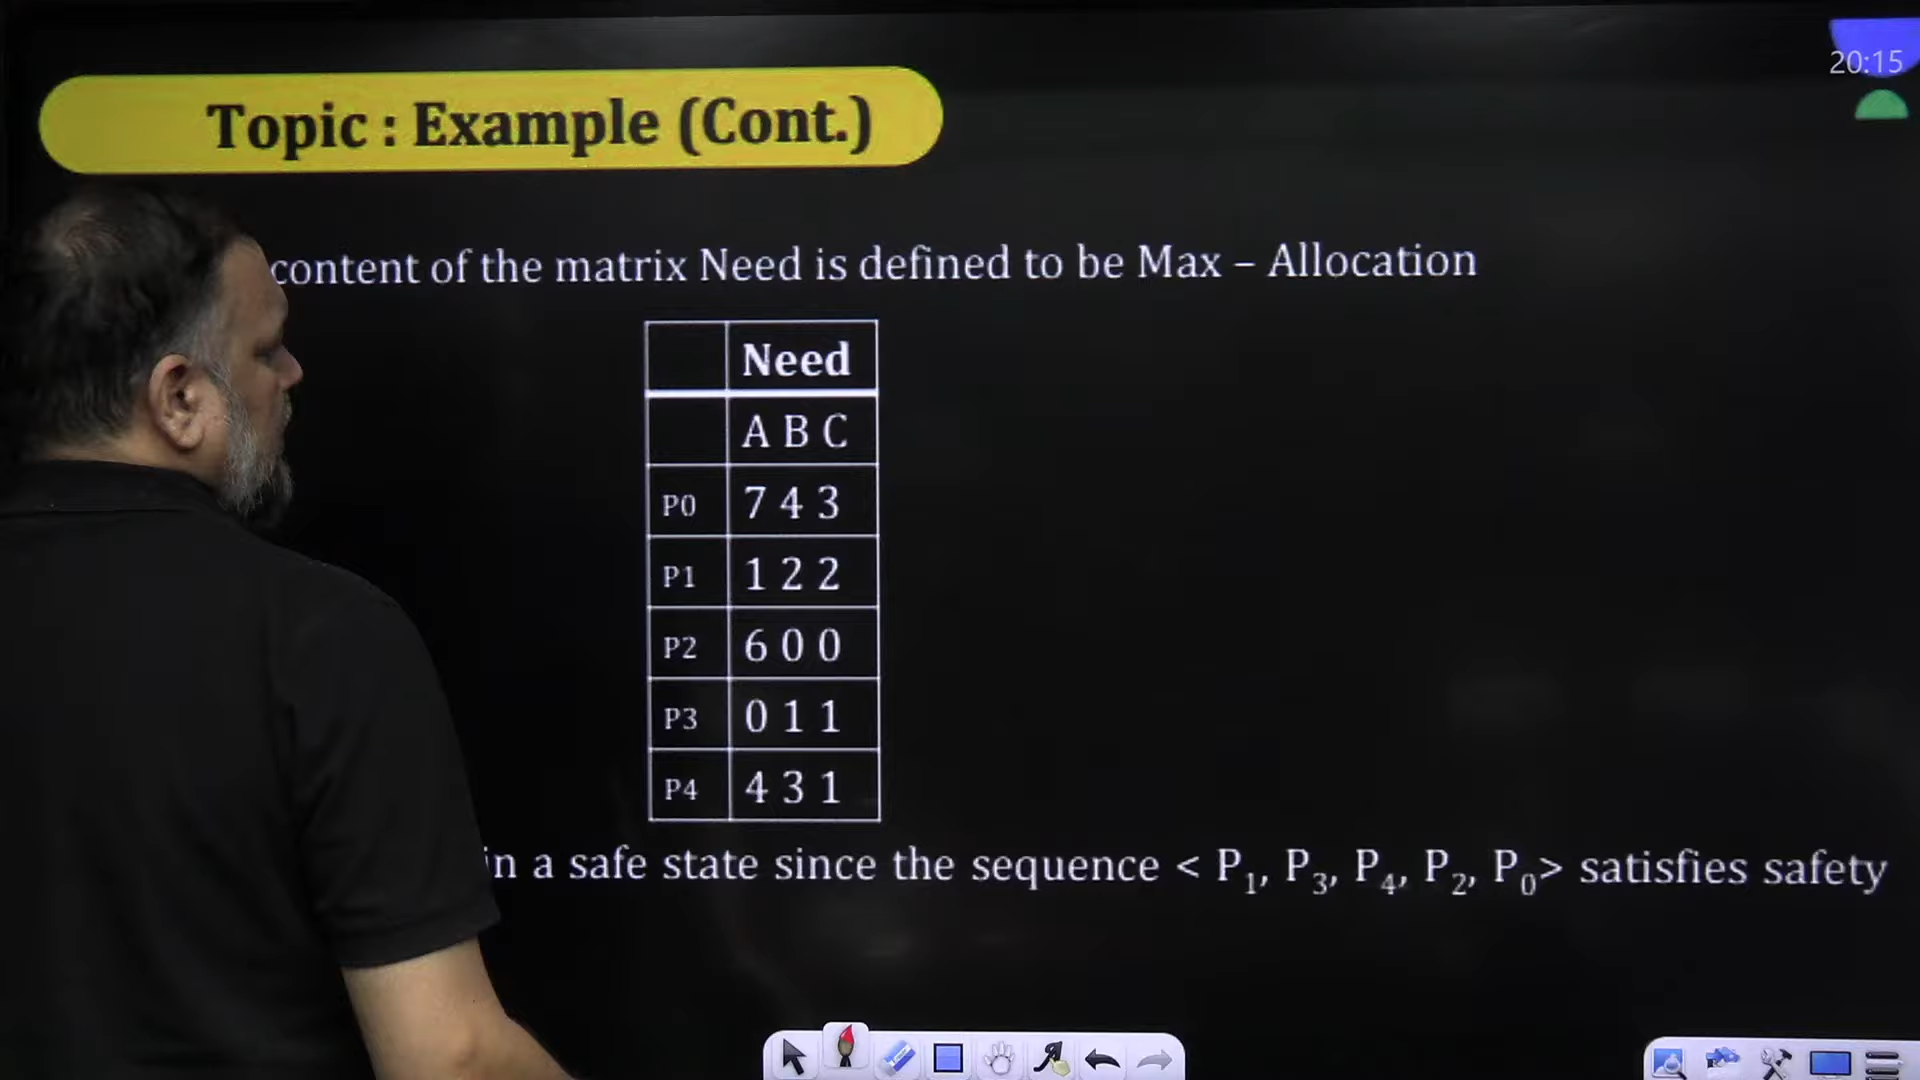 20:15
Topic : Example (Cont.)
content of the matrix Need is defined to be Max – Allocation
Need
A B C
P0 7 4 3
P1 1 2 2
P2 6 0 0
P3 0 1 1
P4 4 3 1
in a safe state since the sequence < P1, P3, P4, P2, P0> satisfies safety